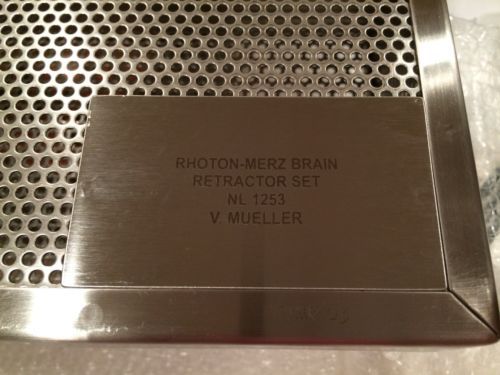 RHOTON-MERZ BRAIN
RETRACTOR SET
NL 1253
V. MUELLER